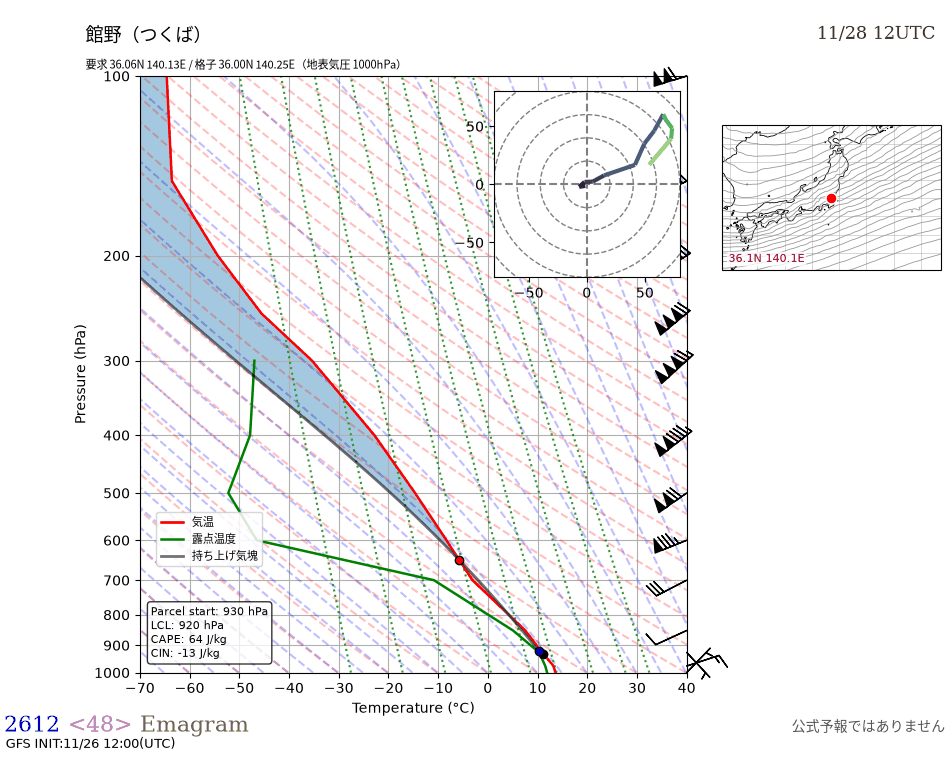 館野（つくば）
11/28 12UTC
要求 36.06N 140.13E / 格子 36.00N 140.25E（地表気圧 1000hPa）
100
200
300
400
500
600
700
800
900
1000
Pressure (hPa)
50
0
−50
−50 0 50
36.1N 140.1E
気温
露点温度
持ち上げ気塊
Parcel start: 930 hPa
LCL: 920 hPa
CAPE: 64 J/kg
CIN: -13 J/kg
−70 −60 −50 −40 −30 −20 −10 0 10 20 30 40
Temperature (°C)
2612 <48> Emagram
公式予報ではありません
GFS INIT:11/26 12:00(UTC)